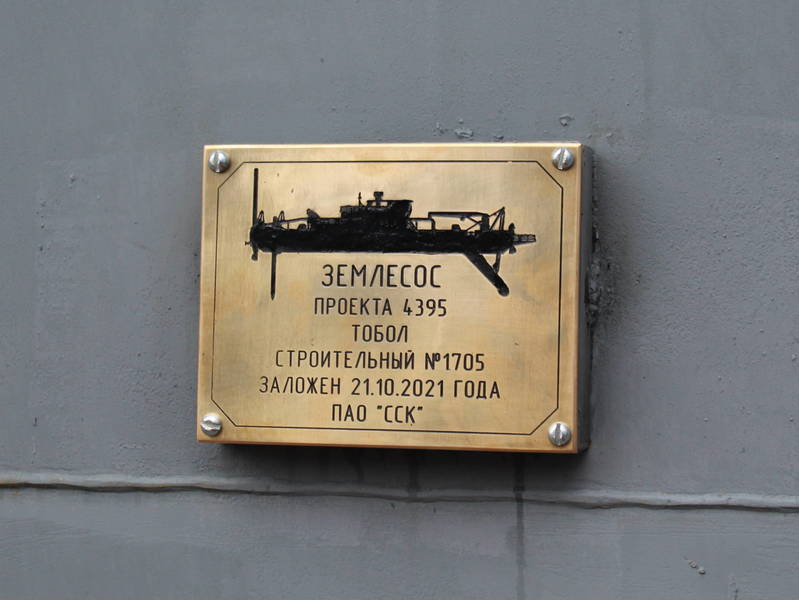 ЗЕМЛЕСОС
ПРОЕКТА 4395
ТОБОЛ
СТРОИТЕЛЬНЫЙ №1705
ЗАЛОЖЕН 21.10.2021 ГОДА
ПАО "ССК"